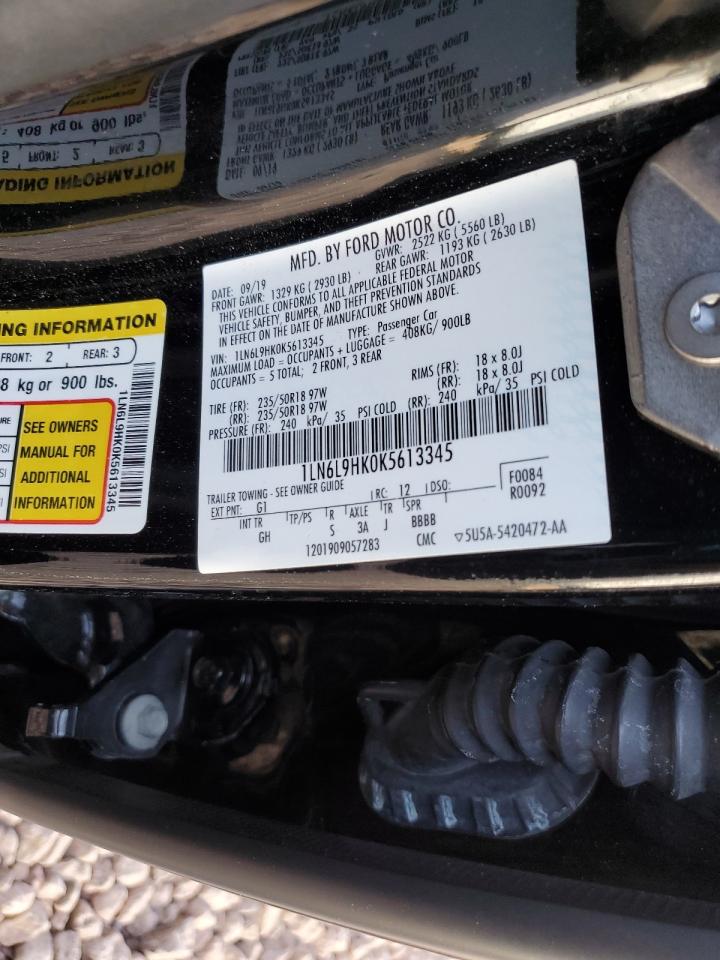 MFD. BY FORD MOTOR CO.
DATE: 09/19 GVWR: 2522 KG ( 5560 LB)
FRONT GAWR: 1329 KG ( 2930 LB) REAR GAWR: 1193 KG ( 2630 LB)
THIS VEHICLE CONFORMS TO ALL APPLICABLE FEDERAL MOTOR
VEHICLE SAFETY, BUMPER, AND THEFT PREVENTION STANDARDS
IN EFFECT ON THE DATE OF MANUFACTURE SHOWN ABOVE.
VIN: 1LN6L9HK0K5613345 TYPE: Passenger Car
MAXIMUM LOAD = OCCUPANTS + LUGGAGE = 408KG/ 900LB
OCCUPANTS = 5 TOTAL; 2 FRONT, 3 REAR
TIRE (FR): 235/50R18 97W RIMS (FR): 18 x 8.0J
(RR): 235/50R18 97W (RR): 18 x 8.0J
PRESSURE (FR): 240 kPa/ 35 PSI COLD (RR): 240 kPa/ 35 PSI COLD
1LN6L9HK0K5613345
TRAILER TOWING - SEE OWNER GUIDE
EXT PNT: G1 RC: 12 DSO: F0084
R0092
INT TR TP/PS R AXLE TR SPR
GH S 3A J BBBB
1201909057283 CMC ▽5U5A-5420472-AA
NG INFORMATION
FRONT: 2 REAR: 3
8 kg or 900 lbs.
SEE OWNERS
MANUAL FOR
ADDITIONAL
INFORMATION
1LN6L9HK0K5613345